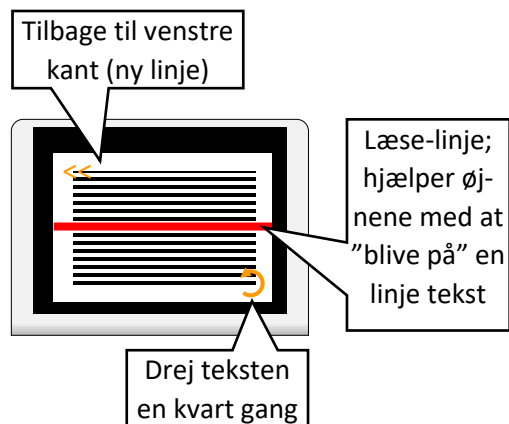 Tilbage til venstre
kant (ny linje)
Læse-linje;
hjælper øj-
nene med at
”blive på” en
linje tekst
Drej teksten
en kvart gang